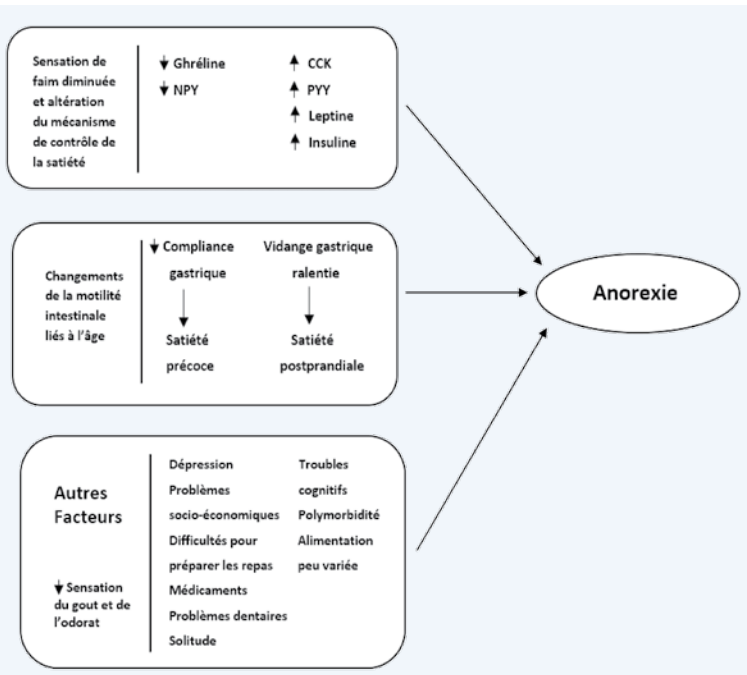 Sensation de
faim diminuée
et altération
du mécanisme
de contrôle de
la satiété
↓ Ghréline
↓ NPY
↑ CCK
↑ PYY
↑ Leptine
↑ Insuline
Changements
de la motilité
intestinale
liés à l'âge
↓ Compliance
gastrique
Satiété
précoce
Vidange gastrique
ralentie
Satiété
postprandiale
Autres
Facteurs
↓ Sensation
du gout et de
l'odorat
Dépression
Problèmes
socio-économiques
Difficultés pour
préparer les repas
Médicaments
Problèmes dentaires
Solitude
Troubles
cognitifs
Polymorbidité
Alimentation
peu variée
Anorexie